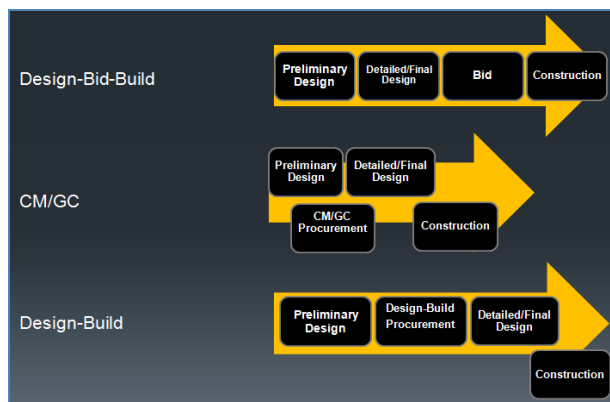 Design-Bid-Build
Preliminary
Design
Detailed/Final
Design
Bid
Construction
CM/GC
Preliminary
Design
Detailed/Final
Design
CM/GC
Procurement
Construction
Design-Build
Preliminary
Design
Design-Build
Procurement
Detailed/Final
Design
Construction